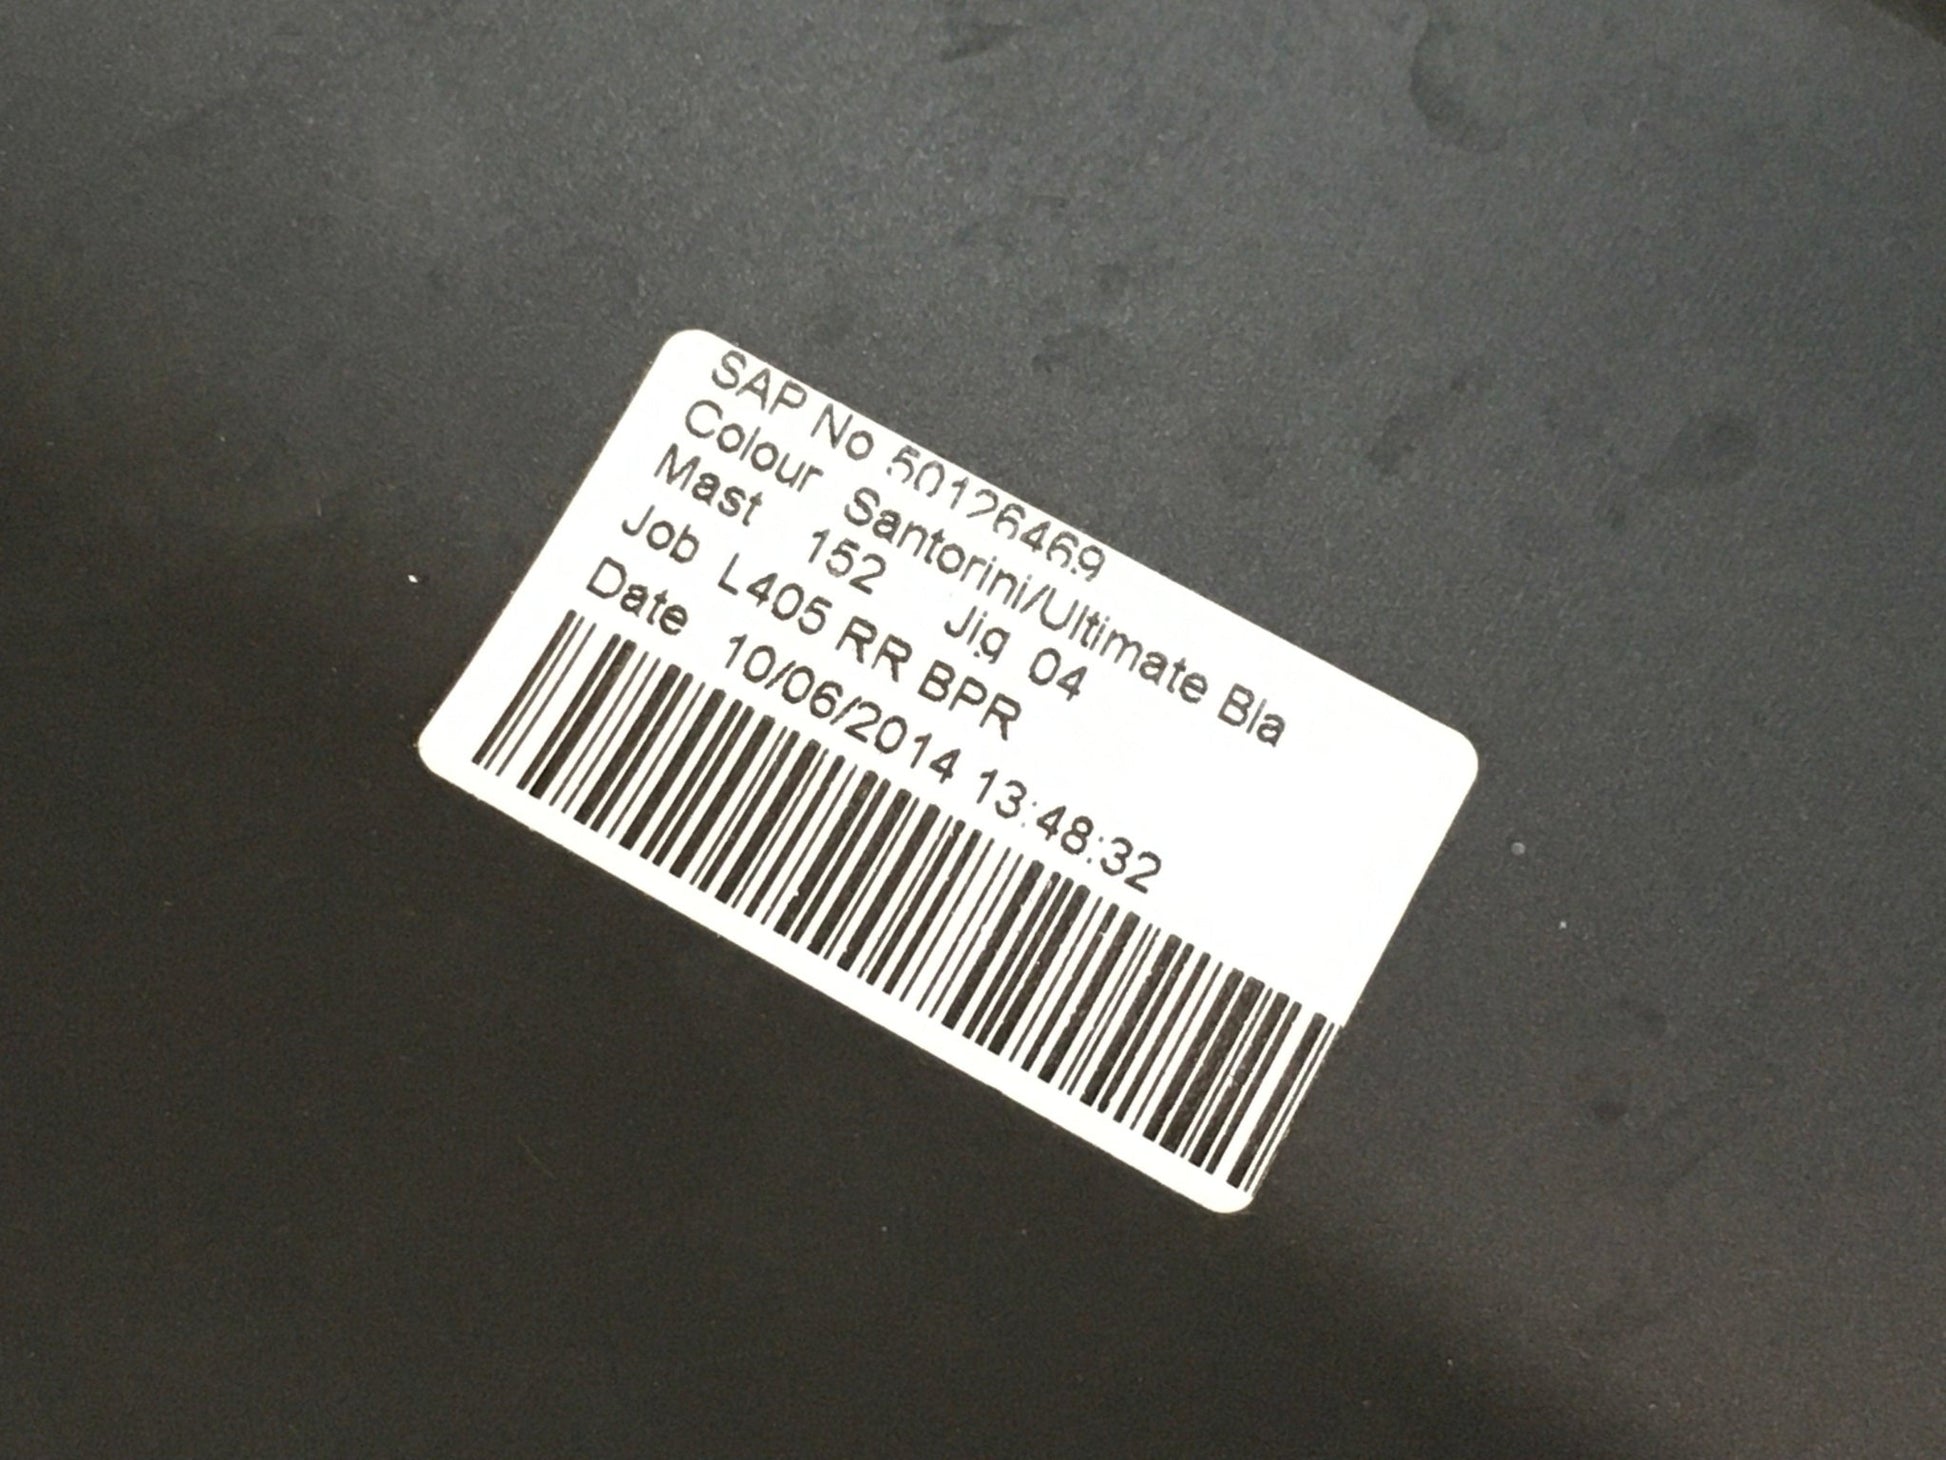 SAP No 50126469
Colour Santorini/Ultimate Bla
Mast 152 Jig 04
Job L405 RR BPR
Date 10/06/2014 13:48:32